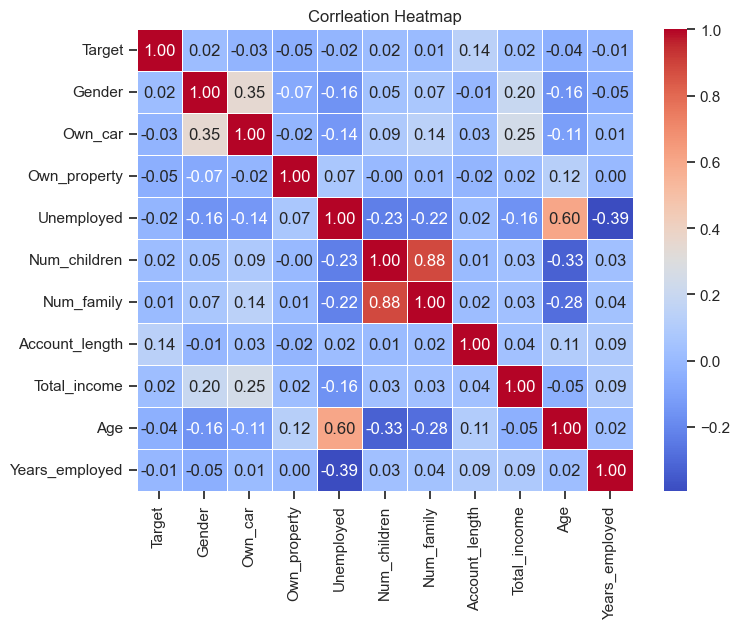 Corrleation Heatmap
Target 1.00 0.02 -0.03 -0.05 -0.02 0.02 0.01 0.14 0.02 -0.04 -0.01
Gender 0.02 1.00 0.35 -0.07 -0.16 0.05 0.07 -0.01 0.20 -0.16 -0.05
Own_car -0.03 0.35 1.00 -0.02 -0.14 0.09 0.14 0.03 0.25 -0.11 0.01
Own_property -0.05 -0.07 -0.02 1.00 0.07 -0.00 0.01 -0.02 0.02 0.12 0.00
Unemployed -0.02 -0.16 -0.14 0.07 1.00 -0.23 -0.22 0.02 -0.16 0.60 -0.39
Num_children 0.02 0.05 0.09 -0.00 -0.23 1.00 0.88 0.01 0.03 -0.33 0.03
Num_family 0.01 0.07 0.14 0.01 -0.22 0.88 1.00 0.02 0.03 -0.28 0.04
Account_length 0.14 -0.01 0.03 -0.02 0.02 0.01 0.02 1.00 0.04 0.11 0.09
Total_income 0.02 0.20 0.25 0.02 -0.16 0.03 0.03 0.04 1.00 -0.05 0.09
Age -0.04 -0.16 -0.11 0.12 0.60 -0.33 -0.28 0.11 -0.05 1.00 0.02
Years_employed -0.01 -0.05 0.01 0.00 -0.39 0.03 0.04 0.09 0.09 0.02 1.00
Target
Gender
Own_car
Own_property
Unemployed
Num_children
Num_family
Account_length
Total_income
Age
Years_employed
1.0
0.8
0.6
0.4
0.2
0.0
−0.2